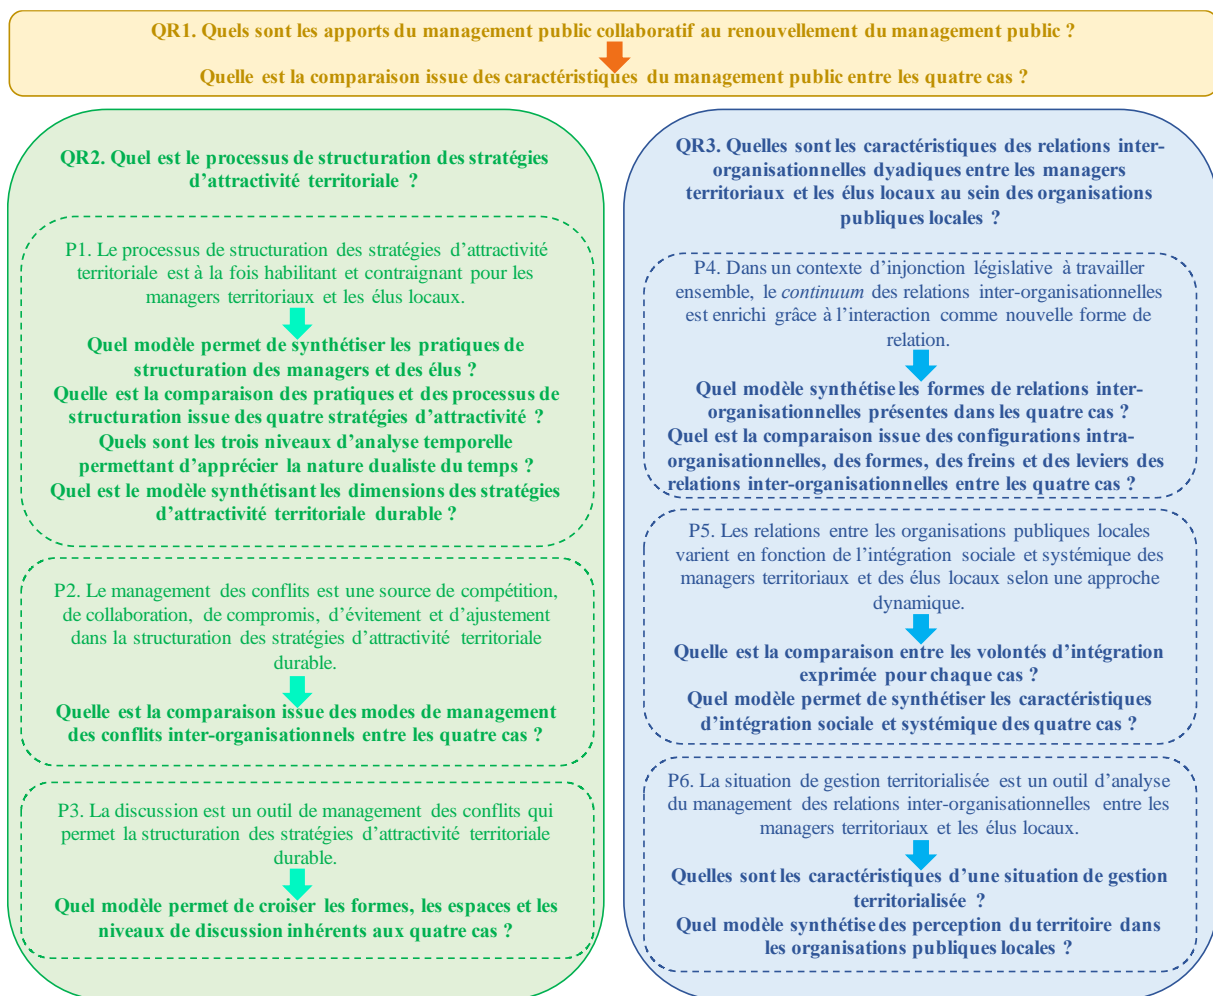 QR1. Quels sont les apports du management public collaboratif au renouvellement du management public ?
Quelle est la comparaison issue des caractéristiques du management public entre les quatre cas ?
QR2. Quel est le processus de structuration des stratégies
d’attractivité territoriale ?
P1. Le processus de structuration des stratégies d’attractivité
territoriale est à la fois habilitant et contraignant pour les
managers territoriaux et les élus locaux.
Quel modèle permet de synthétiser les pratiques de
structuration des managers et des élus ?
Quelle est la comparaison des pratiques et des processus de
structuration issue des quatre stratégies d’attractivité ?
Quels sont les trois niveaux d’analyse temporelle
permettant d’apprécier la nature dualiste du temps ?
Quel est le modèle synthétisant les dimensions des stratégies
d’attractivité territoriale durable ?
P2. Le management des conflits est une source de compétition,
de collaboration, de compromis, d’évitement et d’ajustement
dans la structuration des stratégies d’attractivité territoriale
durable.
Quelle est la comparaison issue des modes de management
des conflits inter-organisationnels entre les quatre cas ?
P3. La discussion est un outil de management des conflits qui
permet la structuration des stratégies d’attractivité territoriale
durable.
Quel modèle permet de croiser les formes, les espaces et les
niveaux de discussion inhérents aux quatre cas ?
QR3. Quelles sont les caractéristiques des relations inter-
organisationnelles dyadiques entre les managers
territoriaux et les élus locaux au sein des organisations
publiques locales ?
P4. Dans un contexte d’injonction législative à travailler
ensemble, le continuum des relations inter-organisationnelles
est enrichi grâce à l’interaction comme nouvelle forme de
relation.
Quel modèle synthétise les formes de relations inter-
organisationnelles présentes dans les quatre cas ?
Quel est la comparaison issue des configurations intra-
organisationnelles, des formes, des freins et des leviers des
relations inter-organisationnelles entre les quatre cas ?
P5. Les relations entre les organisations publiques locales
varient en fonction de l’intégration sociale et systémique des
managers territoriaux et des élus locaux selon une approche
dynamique.
Quelle est la comparaison entre les volontés d’intégration
exprimée pour chaque cas ?
Quel modèle permet de synthétiser les caractéristiques
d’intégration sociale et systémique des quatre cas ?
P6. La situation de gestion territorialisée est un outil d’analyse
du management des relations inter-organisationnelles entre les
managers territoriaux et les élus locaux.
Quelles sont les caractéristiques d’une situation de gestion
territorialisée ?
Quel modèle synthétise des perception du territoire dans
les organisations publiques locales ?